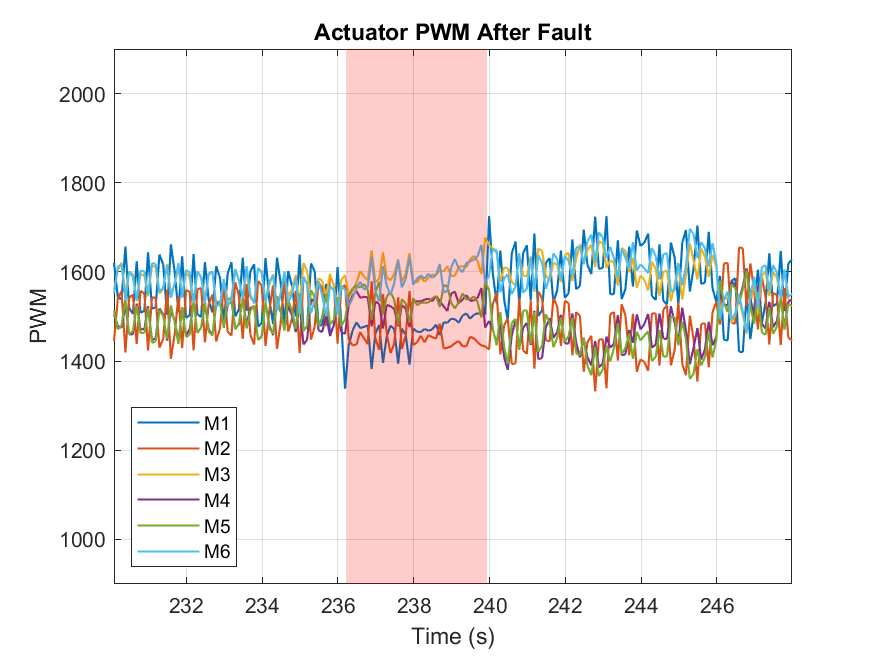 Actuator PWM After Fault
2000
1800
1600
1400
1200
1000
PWM
M1
M2
M3
M4
M5
M6
232 234 236 238 240 242 244 246
Time (s)